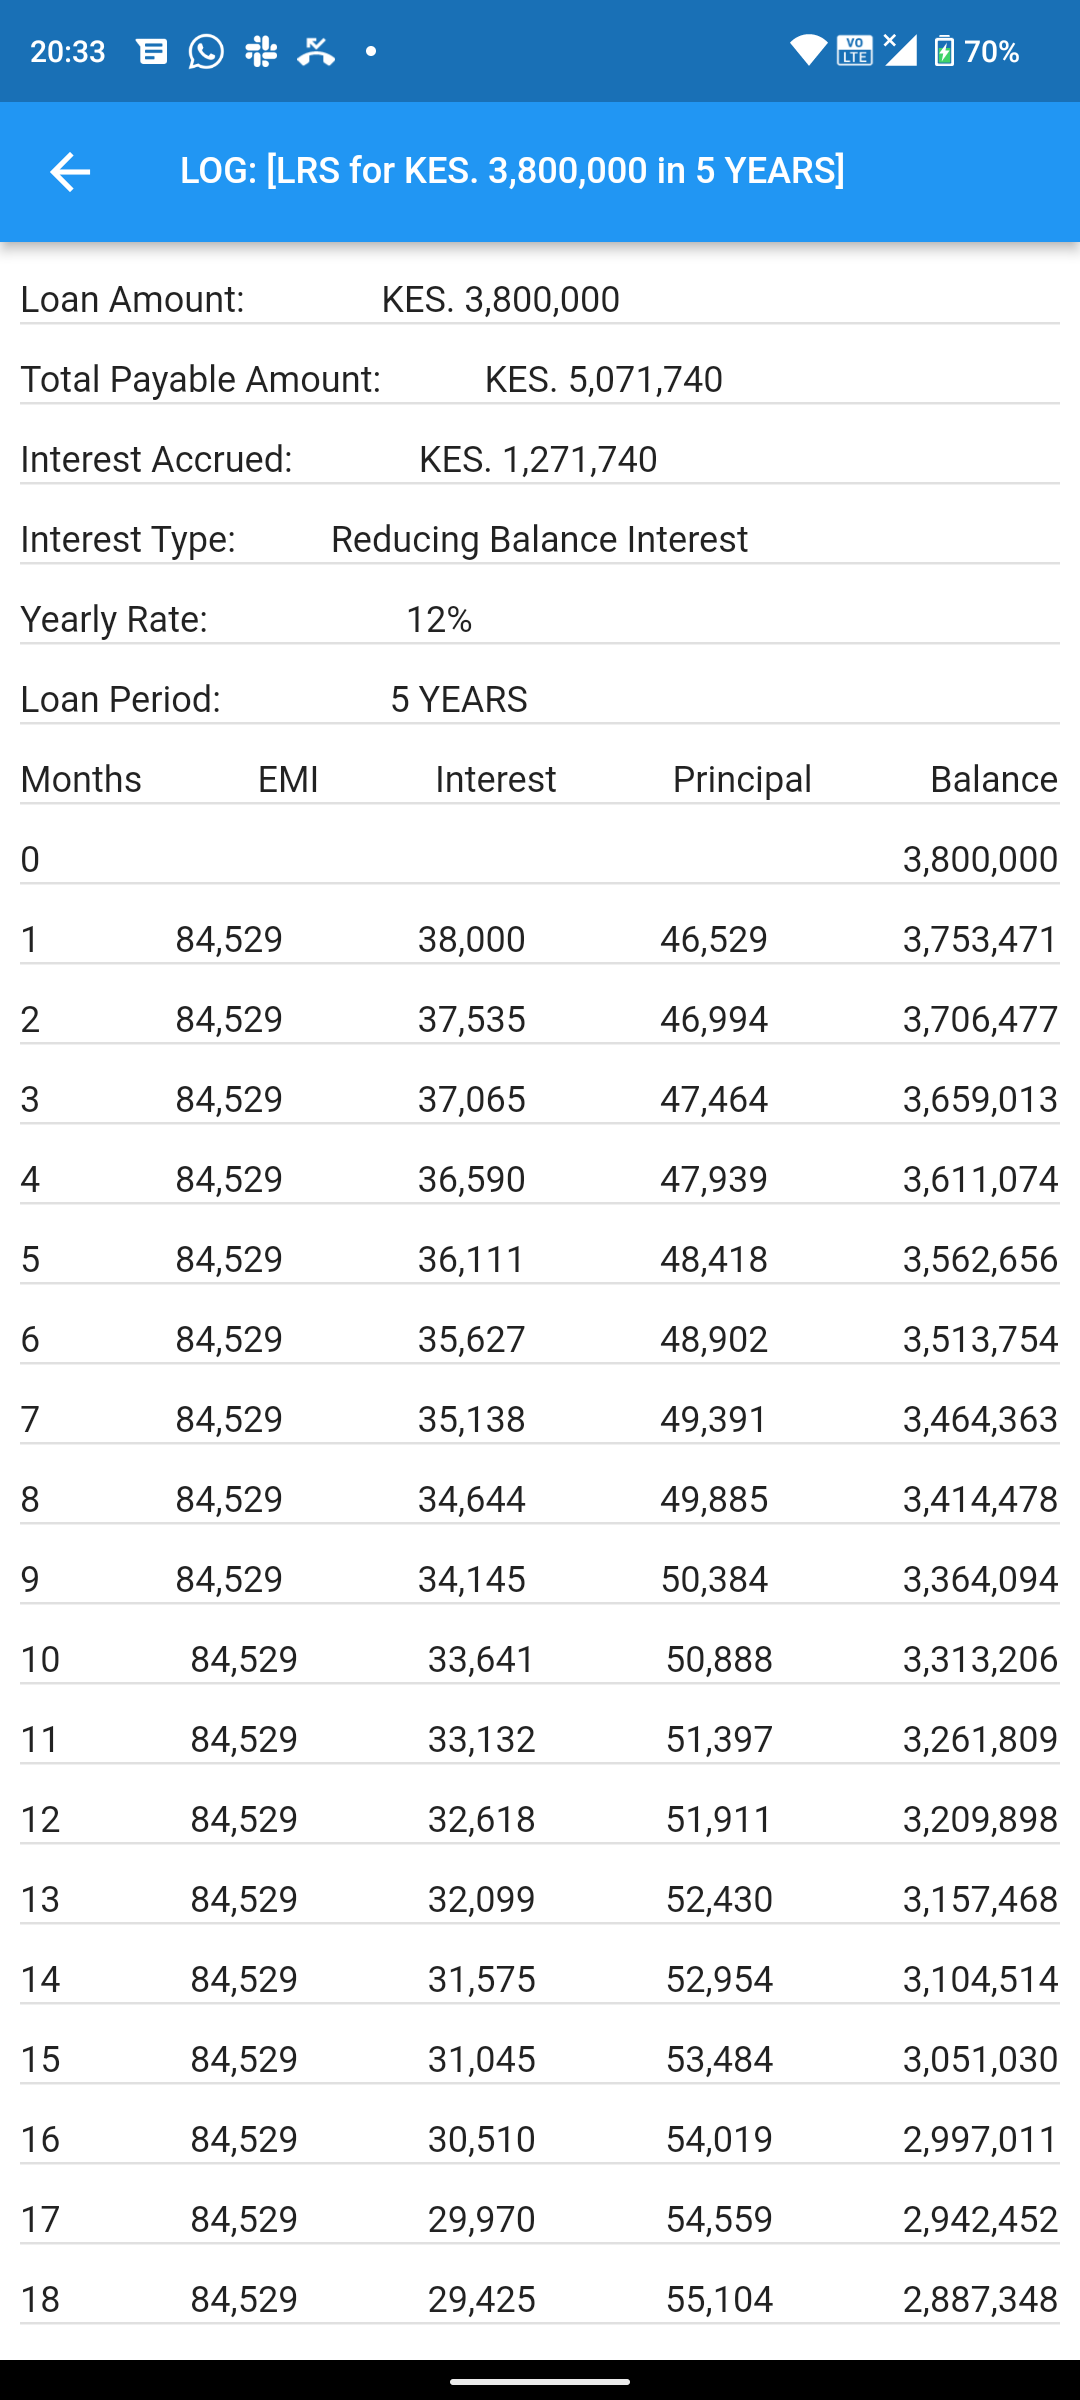 20:33 VO LTE 70%
LOG: [LRS for KES. 3,800,000 in 5 YEARS]
Loan Amount: KES. 3,800,000
Total Payable Amount: KES. 5,071,740
Interest Accrued: KES. 1,271,740
Interest Type: Reducing Balance Interest
Yearly Rate: 12%
Loan Period: 5 YEARS
Months EMI Interest Principal Balance
0 3,800,000
1 84,529 38,000 46,529 3,753,471
2 84,529 37,535 46,994 3,706,477
3 84,529 37,065 47,464 3,659,013
4 84,529 36,590 47,939 3,611,074
5 84,529 36,111 48,418 3,562,656
6 84,529 35,627 48,902 3,513,754
7 84,529 35,138 49,391 3,464,363
8 84,529 34,644 49,885 3,414,478
9 84,529 34,145 50,384 3,364,094
10 84,529 33,641 50,888 3,313,206
11 84,529 33,132 51,397 3,261,809
12 84,529 32,618 51,911 3,209,898
13 84,529 32,099 52,430 3,157,468
14 84,529 31,575 52,954 3,104,514
15 84,529 31,045 53,484 3,051,030
16 84,529 30,510 54,019 2,997,011
17 84,529 29,970 54,559 2,942,452
18 84,529 29,425 55,104 2,887,348